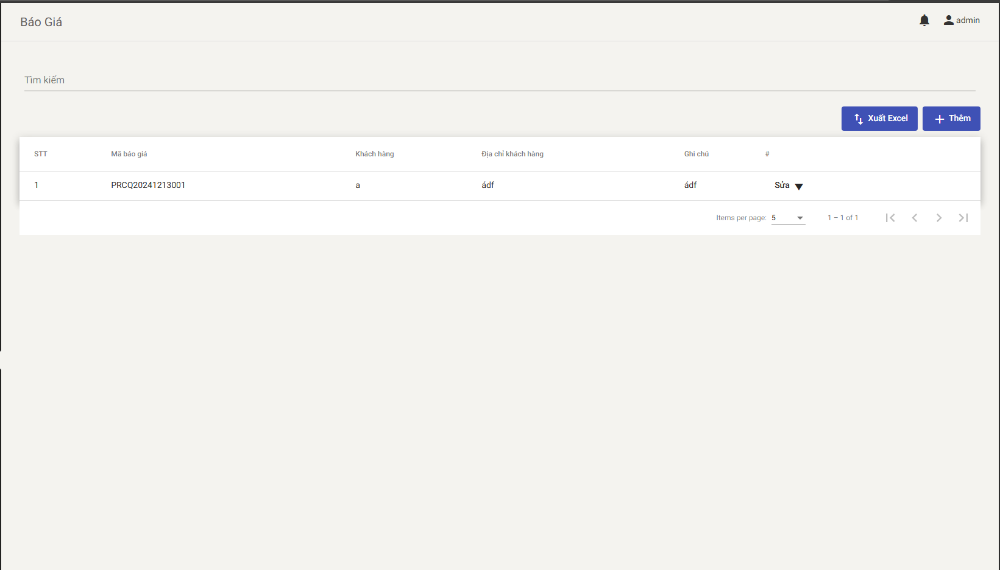 Báo Giá
admin
Tìm kiếm
Xuất Excel
Thêm
STT Mã báo giá Khách hàng Địa chỉ khách hàng Ghi chú #
1 PRCQ20241213001 a ádf ádf Sửa
Items per page: 5 1 – 1 of 1